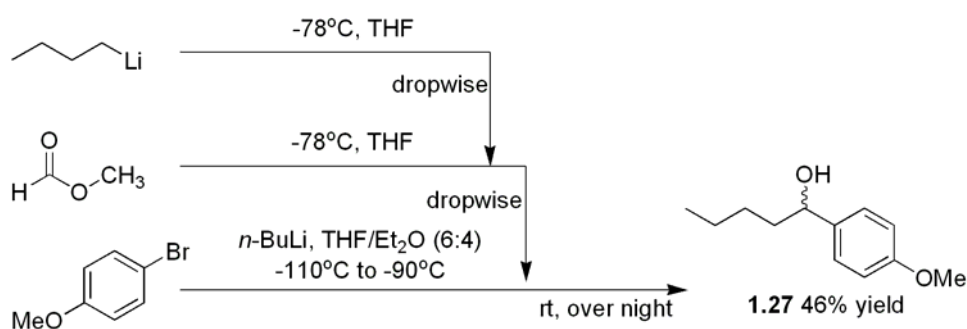 -78°C, THF
Li
dropwise
-78°C, THF
O
H
O
CH3
OH
dropwise
n-BuLi, THF/Et2O (6:4)
Br
-110°C to -90°C
MeO
OMe
rt, over night
1.27 46% yield